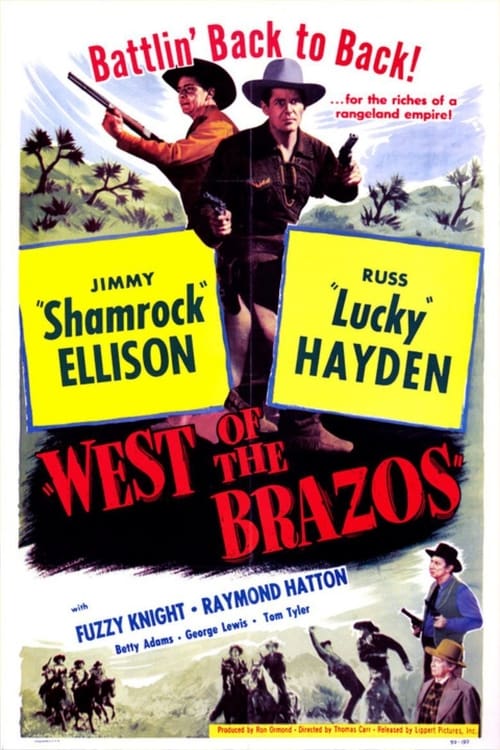 Battlin' Back to Back!
...for the riches of a
rangeland empire!
JIMMY
"Shamrock"
ELLISON
RUSS
"Lucky"
HAYDEN
"WEST OF THE BRAZOS"
with
FUZZY KNIGHT • RAYMOND HATTON
Betty Adams • George Lewis • Tom Tyler
Produced by Ron Ormond • Directed by Thomas Carr • Released by Lippert Pictures, Inc.